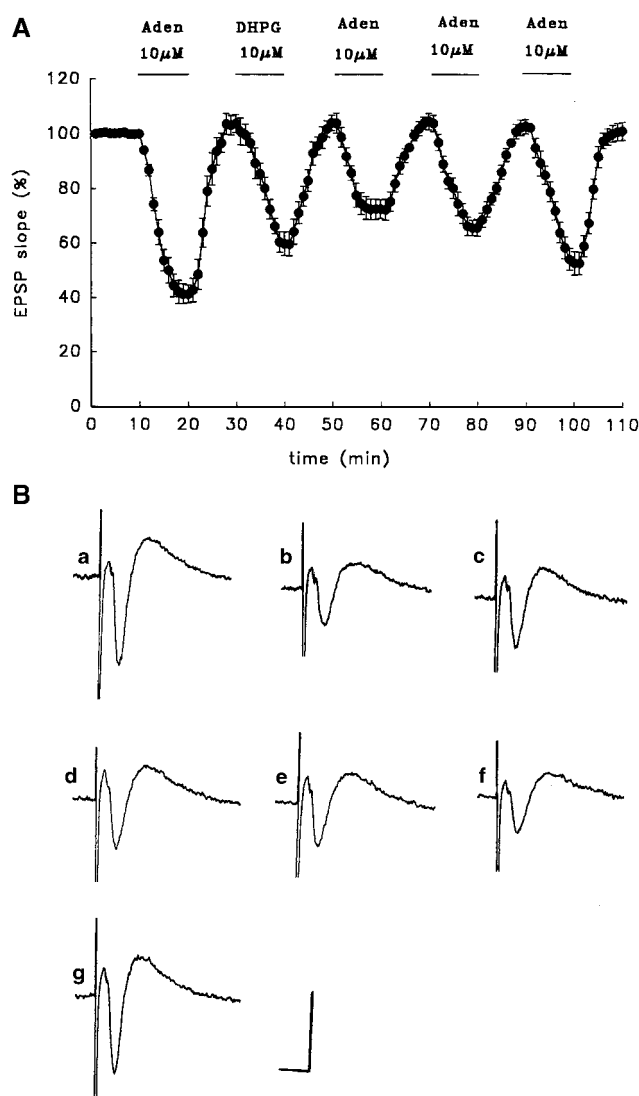 A
Aden DHPG Aden Aden Aden
10μM 10μM 10μM 10μM 10μM
120
100
80
60
40
20
0
EPSP slope (%)
0 10 20 30 40 50 60 70 80 90 100 110
time (min)
B
a b c
d e f
g